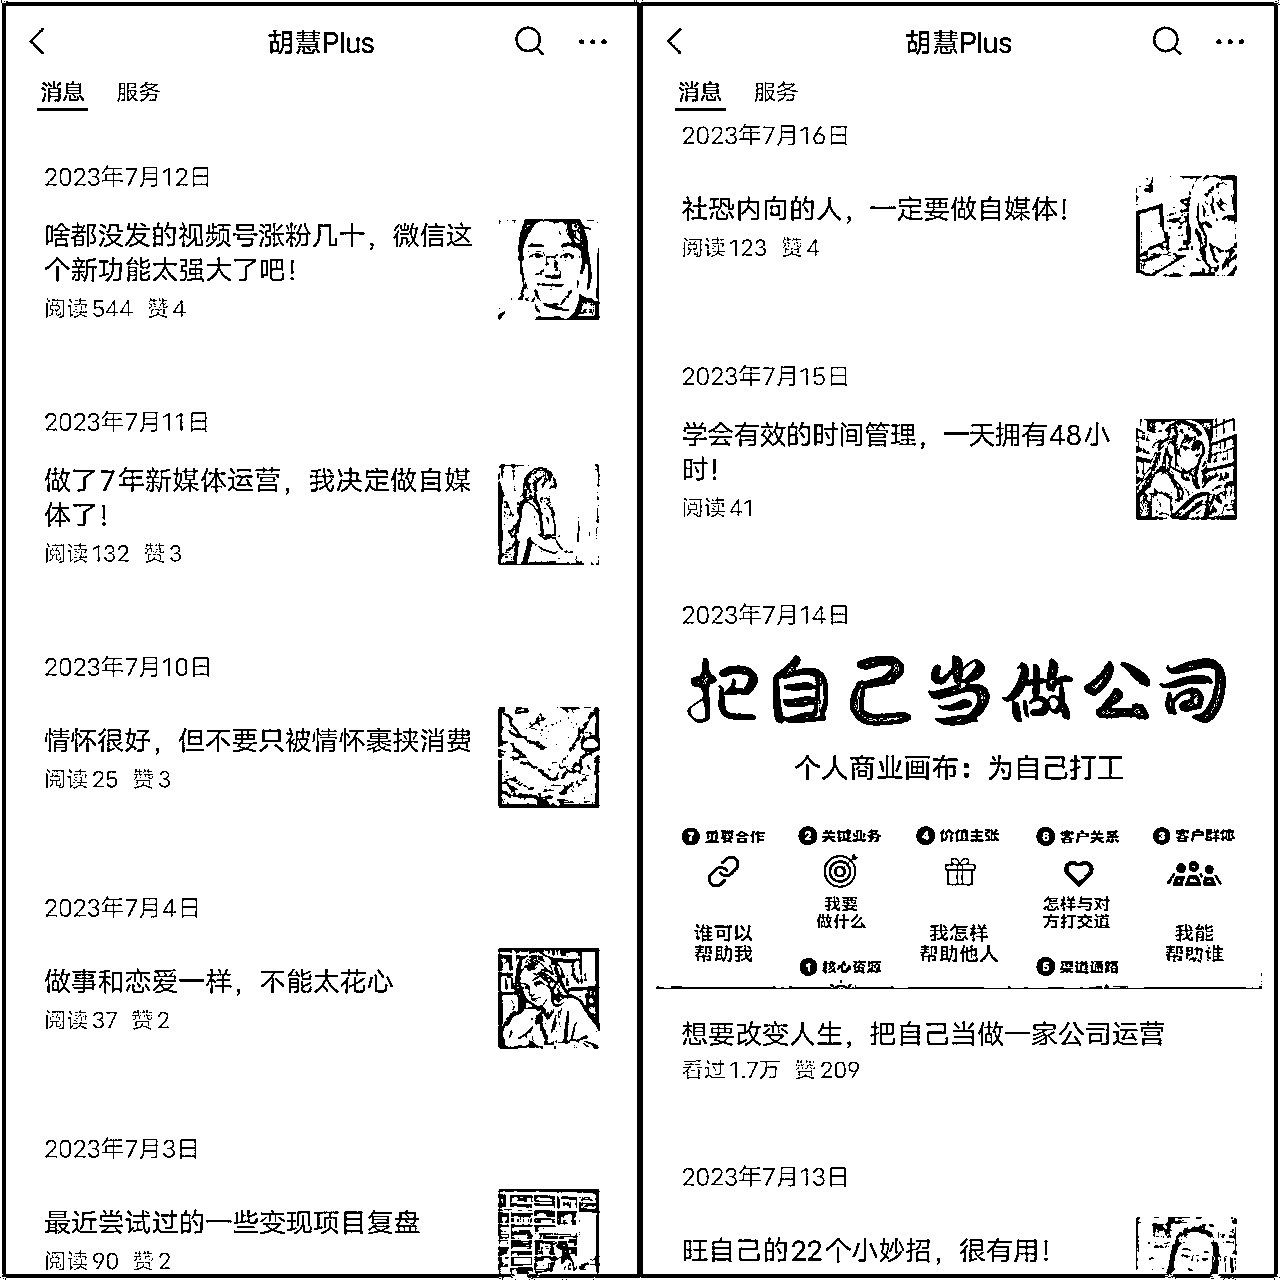 胡慧Plus
消息 服务
2023年7月12日
啥都没发的视频号涨粉几十，微信这
个新功能太强大了吧！
阅读544 赞4
2023年7月11日
做了7年新媒体运营，我决定做自媒
体了！
阅读132 赞3
2023年7月10日
情怀很好，但不要只被情怀裹挟消费
阅读25 赞3
2023年7月4日
做事和恋爱一样，不能太花心
阅读37 赞2
2023年7月3日
最近尝试过的一些变现项目复盘
阅读90 赞2
胡慧Plus
消息 服务
2023年7月16日
社恐内向的人，一定要做自媒体！
阅读123 赞4
2023年7月15日
学会有效的时间管理，一天拥有48小
时！
阅读41
2023年7月14日
把自己当做公司
个人商业画布：为自己打工
7 重要合作 2 关键业务 4 价值主张 6 客户关系 3 客户群体
我要
做什么
怎样与对
方打交道
谁可以
帮助我
我怎样
帮助他人
我能
帮助谁
1 核心资源 5 渠道通路
想要改变人生，把自己当做一家公司运营
看过1.7万 赞209
2023年7月13日
旺自己的22个小妙招，很有用！